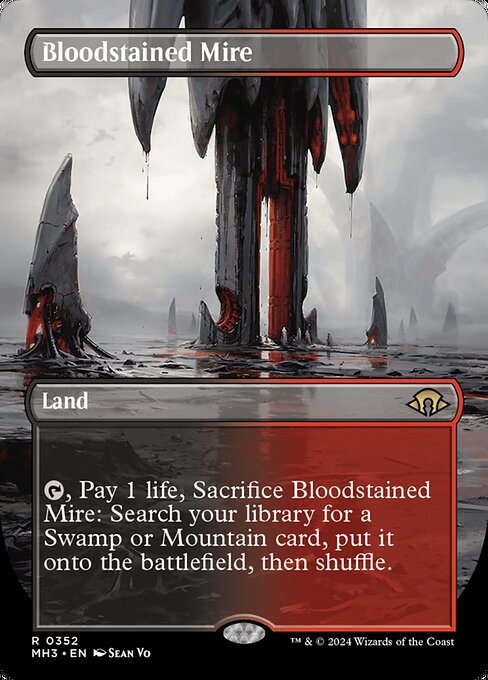 Bloodstained Mire
Land
, Pay 1 life, Sacrifice Bloodstained
Mire: Search your library for a
Swamp or Mountain card, put it
onto the battlefield, then shuffle.
R 0352
MH3 • EN Sean Vo
™ & © 2024 Wizards of the Coast